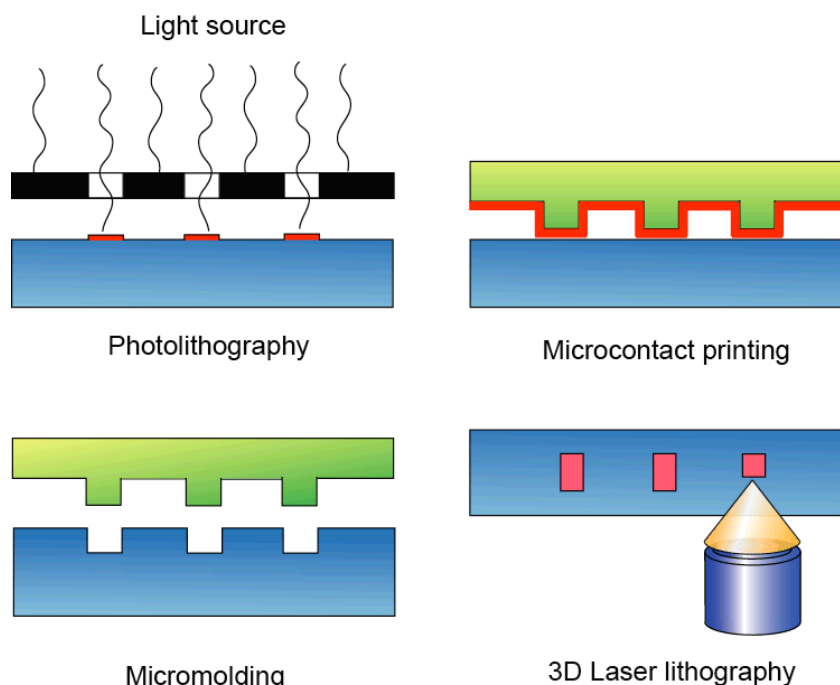 Light source
Photolithography
Microcontact printing
Micromolding
3D Laser lithography